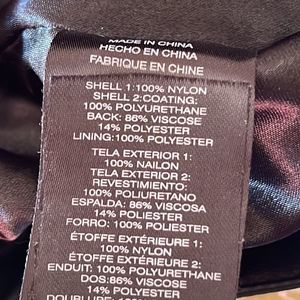 MADE IN CHINA
HECHO EN CHINA
FABRIQUE EN CHINE
SHELL 1:100% NYLON
SHELL 2:COATING:
100% POLYURETHANE
BACK: 86% VISCOSE
14% POLYESTER
LINING:100% POLYESTER
TELA EXTERIOR 1:
100% NAILON
TELA EXTERIOR 2:
REVESTIMIENTO:
100% POLIURETANO
ESPALDA: 86% VISCOSA
14% POLIESTER
FORRO: 100% POLIESTER
ÉTOFFE EXTÉRIEURE 1:
100% NYLON
ÉTOFFE EXTÉRIEURE 2:
ENDUIT: 100% POLYURETHANE
DOS:86% VISCOSE
14% POLYESTER
DOUBLURE: 100%